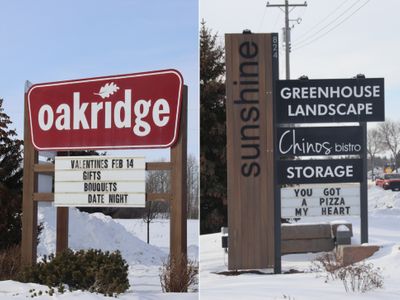 oakridge
VALENTINES FEB 14
GIFTS
BOUQUETS
DATE NIGHT
sunshine
824
GREENHOUSE
LANDSCAPE
Chinos BISTRO
STORAGE
YOU GOT
A PIZZA
MY HEART